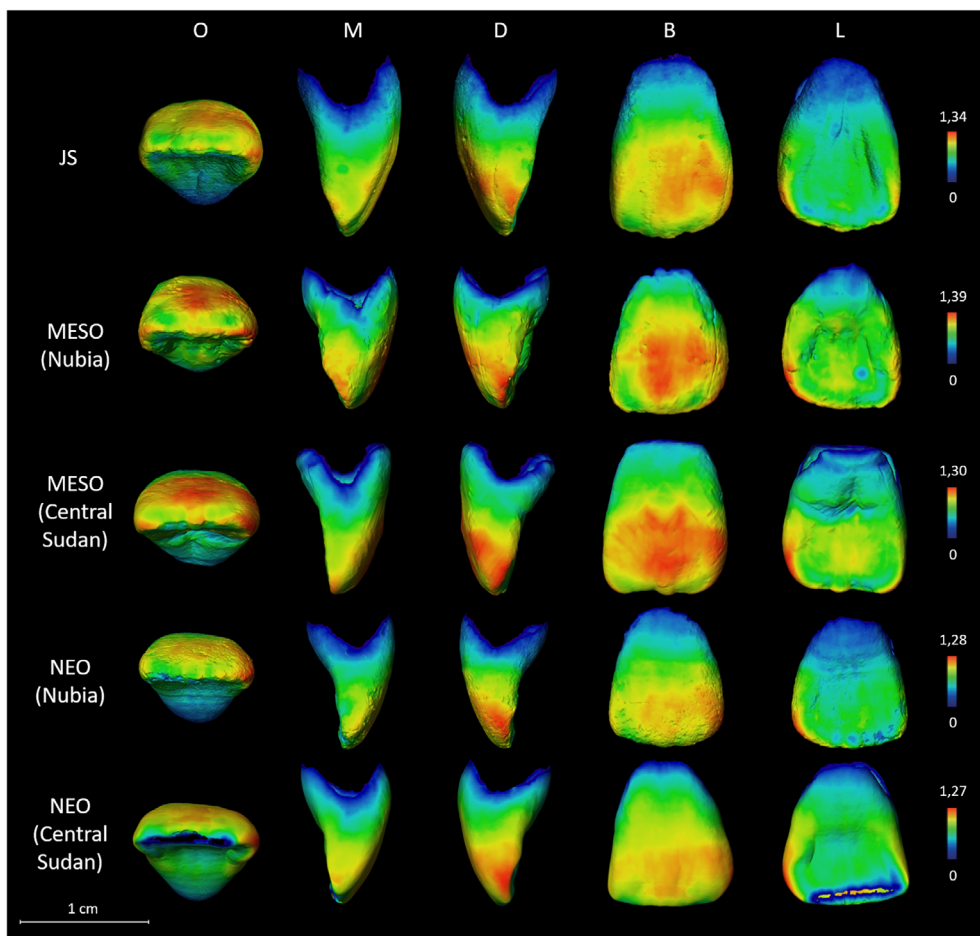 O M D B L
JS
1,34
0
MESO
(Nubia)
1,39
0
MESO
(Central
Sudan)
1,30
0
NEO
(Nubia)
1,28
0
NEO
(Central
Sudan)
1,27
0
1 cm